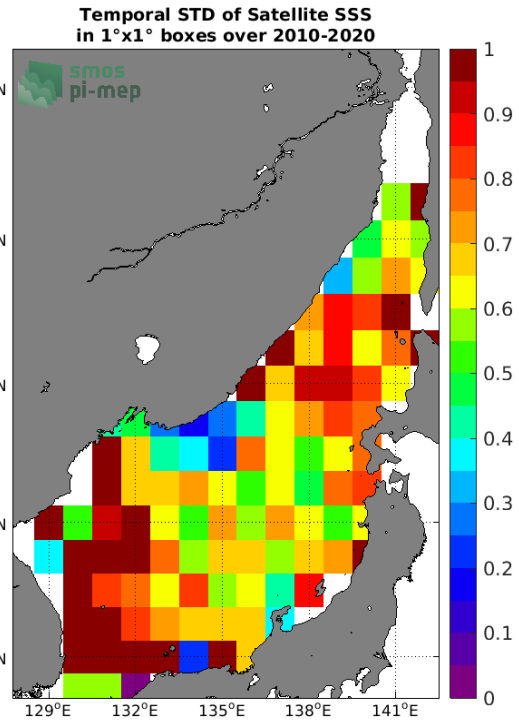 Temporal STD of Satellite SSS
in 1°x1° boxes over 2010-2020
smos
pi-mep
N
N
N
N
N
129°E
132°E
135°E
138°E
141°E
1
0.9
0.8
0.7
0.6
0.5
0.4
0.3
0.2
0.1
0